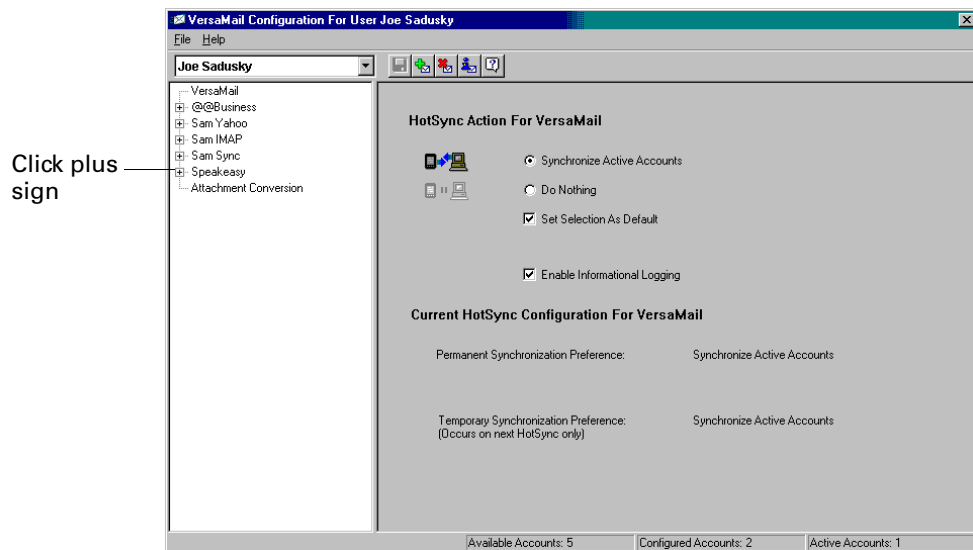 VersaMail Configuration For User Joe Sadusky
File Help
Joe Sadusky
VersaMail
@@Business
Sam Yahoo
Sam IMAP
Sam Sync
Speakeasy
Attachment Conversion
Click plus
sign
HotSync Action For VersaMail
Synchronize Active Accounts
Do Nothing
Set Selection As Default
Enable Informational Logging
Current HotSync Configuration For VersaMail
Permanent Synchronization Preference: Synchronize Active Accounts
Temporary Synchronization Preference: Synchronize Active Accounts
(Occurs on next HotSync only)
Available Accounts: 5 Configured Accounts: 2 Active Accounts: 1